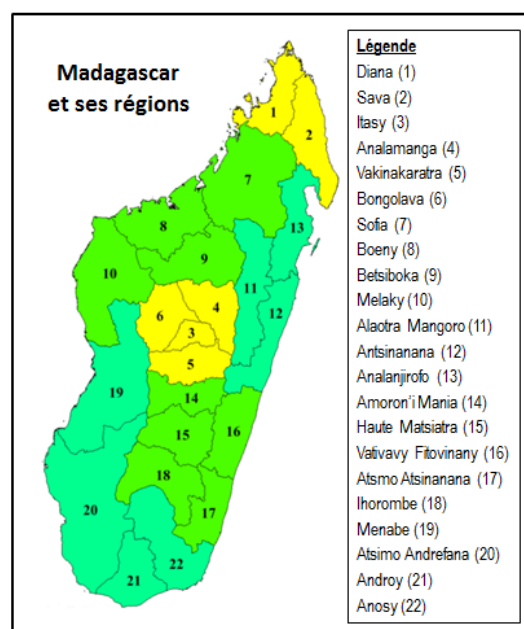 Madagascar
et ses régions
1
2
7
13
8
9
10
11
4
6
12
3
5
19
14
15
16
18
20
17
22
21
Légende
Diana (1)
Sava (2)
Itasy (3)
Analamanga (4)
Vakinakaratra (5)
Bongolava (6)
Sofia (7)
Boeny (8)
Betsiboka (9)
Melaky (10)
Alaotra Mangoro (11)
Antsinanana (12)
Analanjirofo (13)
Amoron'i Mania (14)
Haute Matsiatra (15)
Vativavy Fitovinany (16)
Atsmo Atsinanana (17)
Ihorombe (18)
Menabe (19)
Atsimo Andrefana (20)
Androy (21)
Anosy (22)